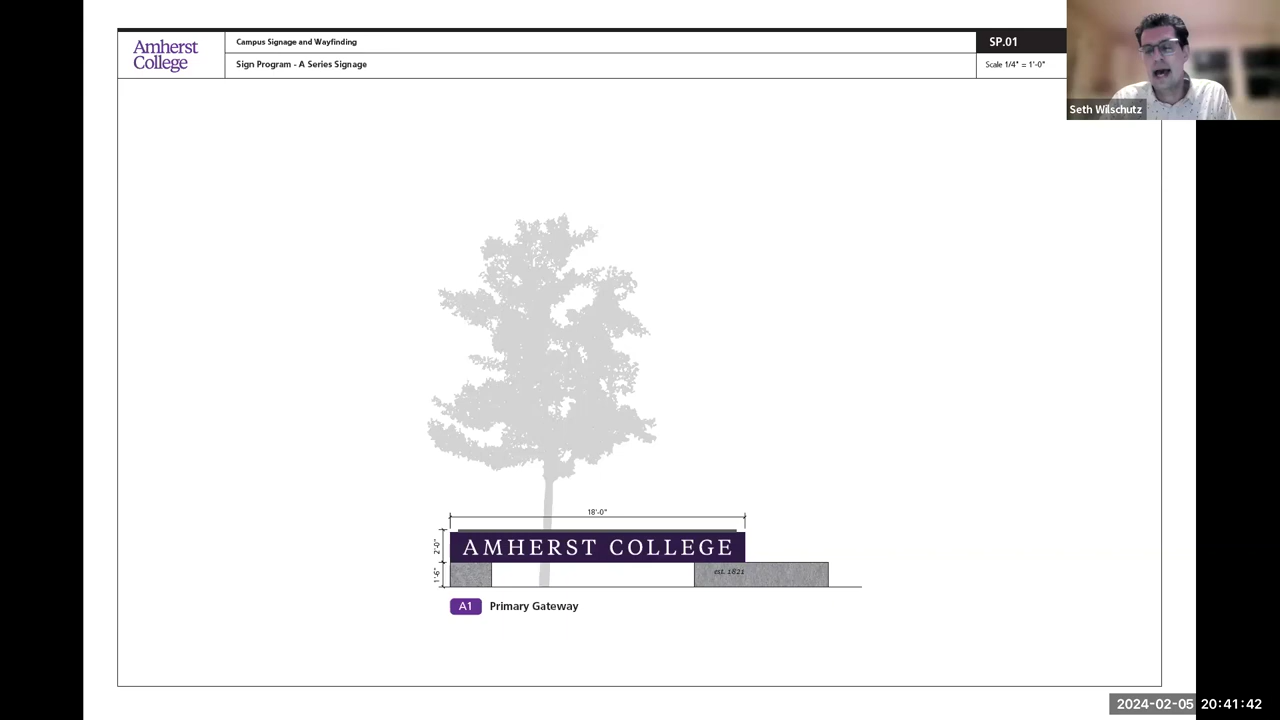 Amherst
College
Campus Signage and Wayfinding
Sign Program - A Series Signage
SP.01
Scale 1/4" = 1'-0"
Seth Wilschutz
18'-0"
2'-0"
1'-6"
AMHERST COLLEGE
est. 1821
A1 Primary Gateway
2024-02-05 20:41:42